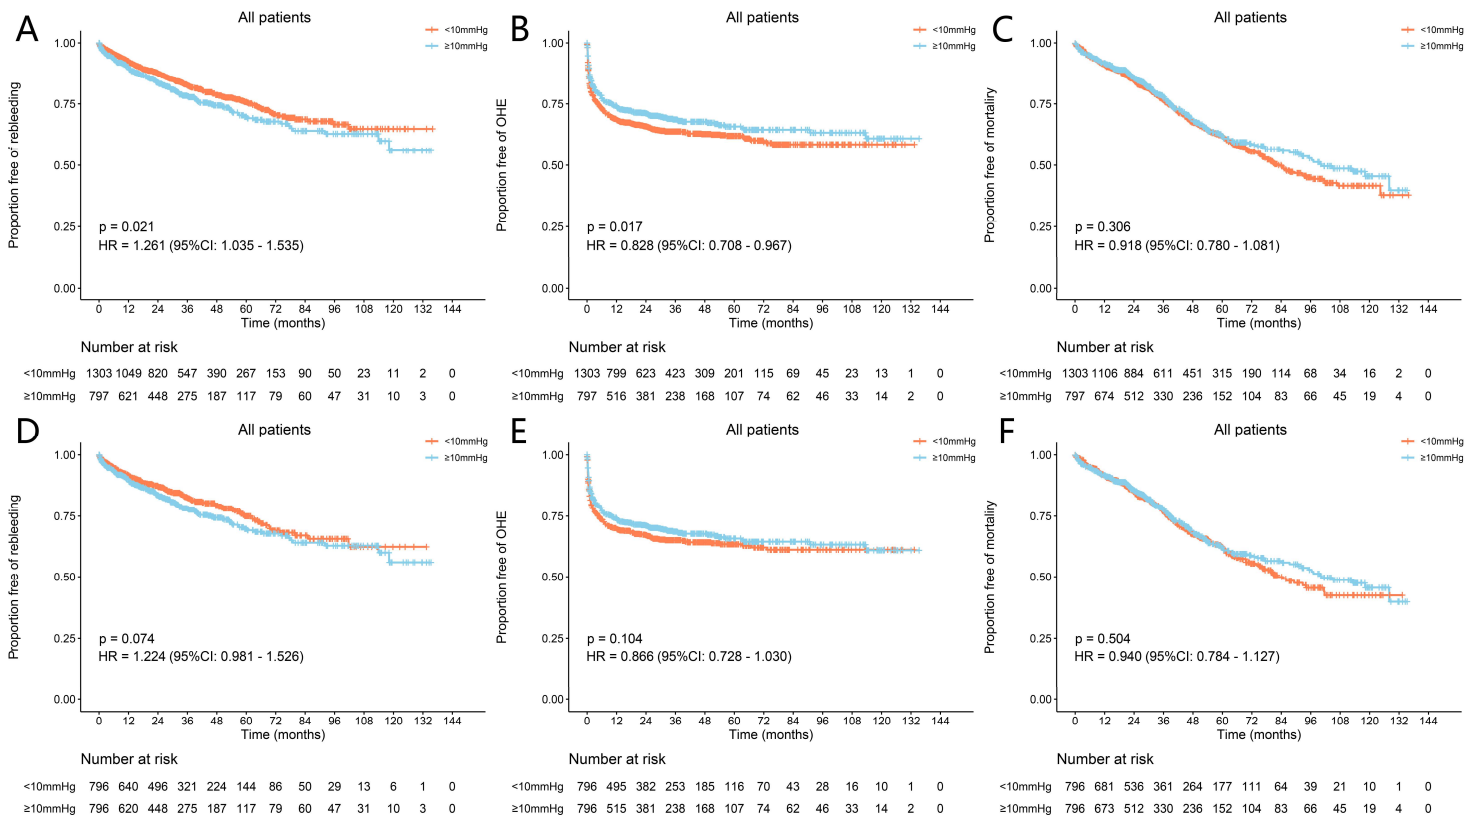 A
All patients
<10mmHg
≥10mmHg
Proportion free of rebleeding
1.00
0.75
0.50
0.25
0.00
p = 0.021
HR = 1.261 (95%CI: 1.035 - 1.535)
0 12 24 36 48 60 72 84 96 108 120 132 144
Time (months)
Number at risk
<10mmHg 1303 1049 820 547 390 267 153 90 50 23 11 2 0
≥10mmHg 797 621 448 275 187 117 79 60 47 31 10 3 0
B
All patients
<10mmHg
≥10mmHg
Proportion free of OHE
1.00
0.75
0.50
0.25
0.00
p = 0.017
HR = 0.828 (95%CI: 0.708 - 0.967)
0 12 24 36 48 60 72 84 96 108 120 132 144
Time (months)
Number at risk
<10mmHg 1303 799 623 423 309 201 115 69 45 23 13 1 0
≥10mmHg 797 516 381 238 168 107 74 62 46 33 14 2 0
C
All patients
<10mmHg
≥10mmHg
Proportion free of mortaliry
1.00
0.75
0.50
0.25
0.00
p = 0.306
HR = 0.918 (95%CI: 0.780 - 1.081)
0 12 24 36 48 60 72 84 96 108 120 132 144
Time (months)
Number at risk
<10mmHg 1303 1106 884 611 451 315 190 114 68 34 16 2 0
≥10mmHg 797 674 512 330 236 152 104 83 66 45 19 4 0
D
All patients
<10mmHg
≥10mmHg
Proportion free of rebleeding
1.00
0.75
0.50
0.25
0.00
p = 0.074
HR = 1.224 (95%CI: 0.981 - 1.526)
0 12 24 36 48 60 72 84 96 108 120 132 144
Time (months)
Number at risk
<10mmHg 796 640 496 321 224 144 86 50 29 13 6 1 0
≥10mmHg 796 620 448 275 187 117 79 60 47 31 10 3 0
E
All patients
<10mmHg
≥10mmHg
Proportion free of OHE
1.00
0.75
0.50
0.25
0.00
p = 0.104
HR = 0.866 (95%CI: 0.728 - 1.030)
0 12 24 36 48 60 72 84 96 108 120 132 144
Time (months)
Number at risk
<10mmHg 796 495 382 253 185 116 70 43 28 16 10 1 0
≥10mmHg 796 515 381 238 168 107 74 62 46 33 14 2 0
F
All patients
<10mmHg
≥10mmHg
Proportion free of mortaliry
1.00
0.75
0.50
0.25
0.00
p = 0.504
HR = 0.940 (95%CI: 0.784 - 1.127)
0 12 24 36 48 60 72 84 96 108 120 132 144
Time (months)
Number at risk
<10mmHg 796 681 536 361 264 177 111 64 39 21 10 1 0
≥10mmHg 796 673 512 330 236 152 104 83 66 45 19 4 0